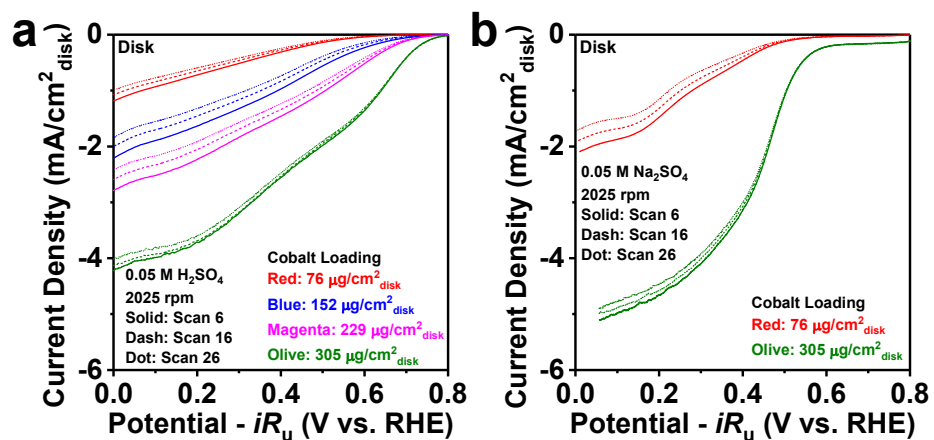 a
Disk
0.05 M H₂SO₄
2025 rpm
Solid: Scan 6
Dash: Scan 16
Dot: Scan 26
Cobalt Loading
Red: 76 μg/cm²disk
Blue: 152 μg/cm²disk
Magenta: 229 μg/cm²disk
Olive: 305 μg/cm²disk
Current Density (mA/cm²disk)
0
-2
-4
-6
0.0 0.2 0.4 0.6 0.8
Potential - iRu (V vs. RHE)
b
Disk
0.05 M Na₂SO₄
2025 rpm
Solid: Scan 6
Dash: Scan 16
Dot: Scan 26
Cobalt Loading
Red: 76 μg/cm²disk
Olive: 305 μg/cm²disk
Current Density (mA/cm²disk)
0
-2
-4
-6
0.0 0.2 0.4 0.6 0.8
Potential - iRu (V vs. RHE)